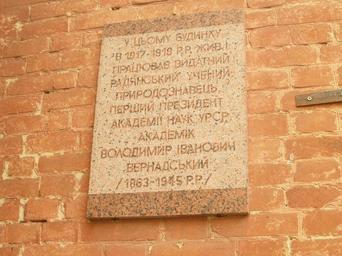 У ЦЬОМУ БУДИНКУ
В 1917-1919 Р.Р. ЖИВ І
ПРАЦЮВАВ ВИДАТНИЙ
РАДЯНСЬКИЙ УЧЕНИЙ
ПРИРОДОЗНАВЕЦЬ,
ПЕРШИЙ ПРЕЗИДЕНТ
АКАДЕМІЇ НАУК УРСР
АКАДЕМІК
ВОЛОДИМИР ІВАНОВИЧ
ВЕРНАДСЬКИЙ
/1863-1945 Р.Р./